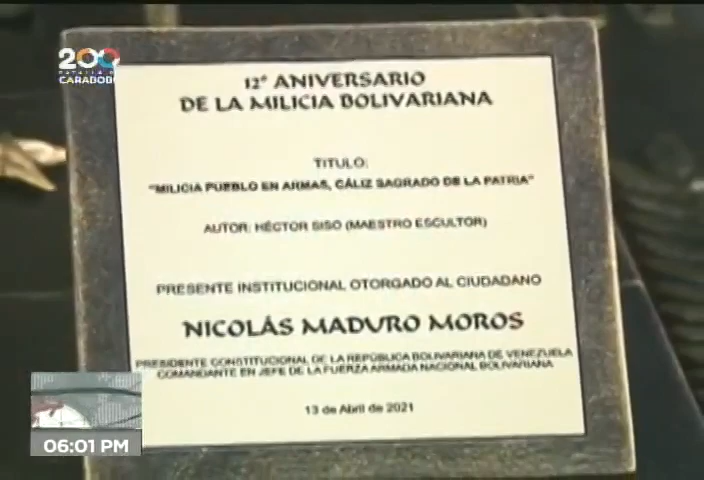 200
BATALLA DE
CARABOBO
12° ANIVERSARIO
DE LA MILICIA BOLIVARIANA
TITULO:
"MILICIA PUEBLO EN ARMAS, CÁLIZ SAGRADO DE LA PATRIA"
AUTOR: HÉCTOR SISO (MAESTRO ESCULTOR)
PRESENTE INSTITUCIONAL OTORGADO AL CIUDADANO
NICOLÁS MADURO MOROS
PRESIDENTE CONSTITUCIONAL DE LA REPÚBLICA BOLIVARIANA DE VENEZUELA
COMANDANTE EN JEFE DE LA FUERZA ARMADA NACIONAL BOLIVARIANA
13 de Abril de 2021
06:01 PM